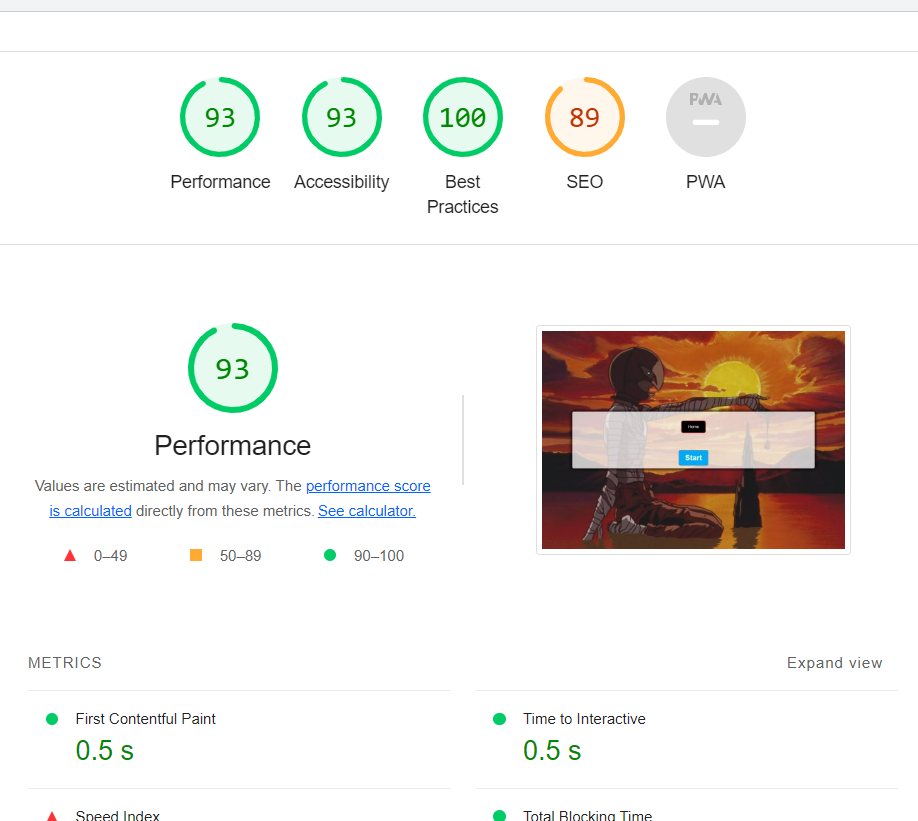 93
93
100
89
PWA
Performance
Accessibility
Best
Practices
SEO
PWA
93
Performance
Values are estimated and may vary. The performance score
is calculated directly from these metrics. See calculator.
0–49
50–89
90–100
Home
Start
METRICS
Expand view
First Contentful Paint
0.5 s
Time to Interactive
0.5 s
Speed Index
Total Blocking Time